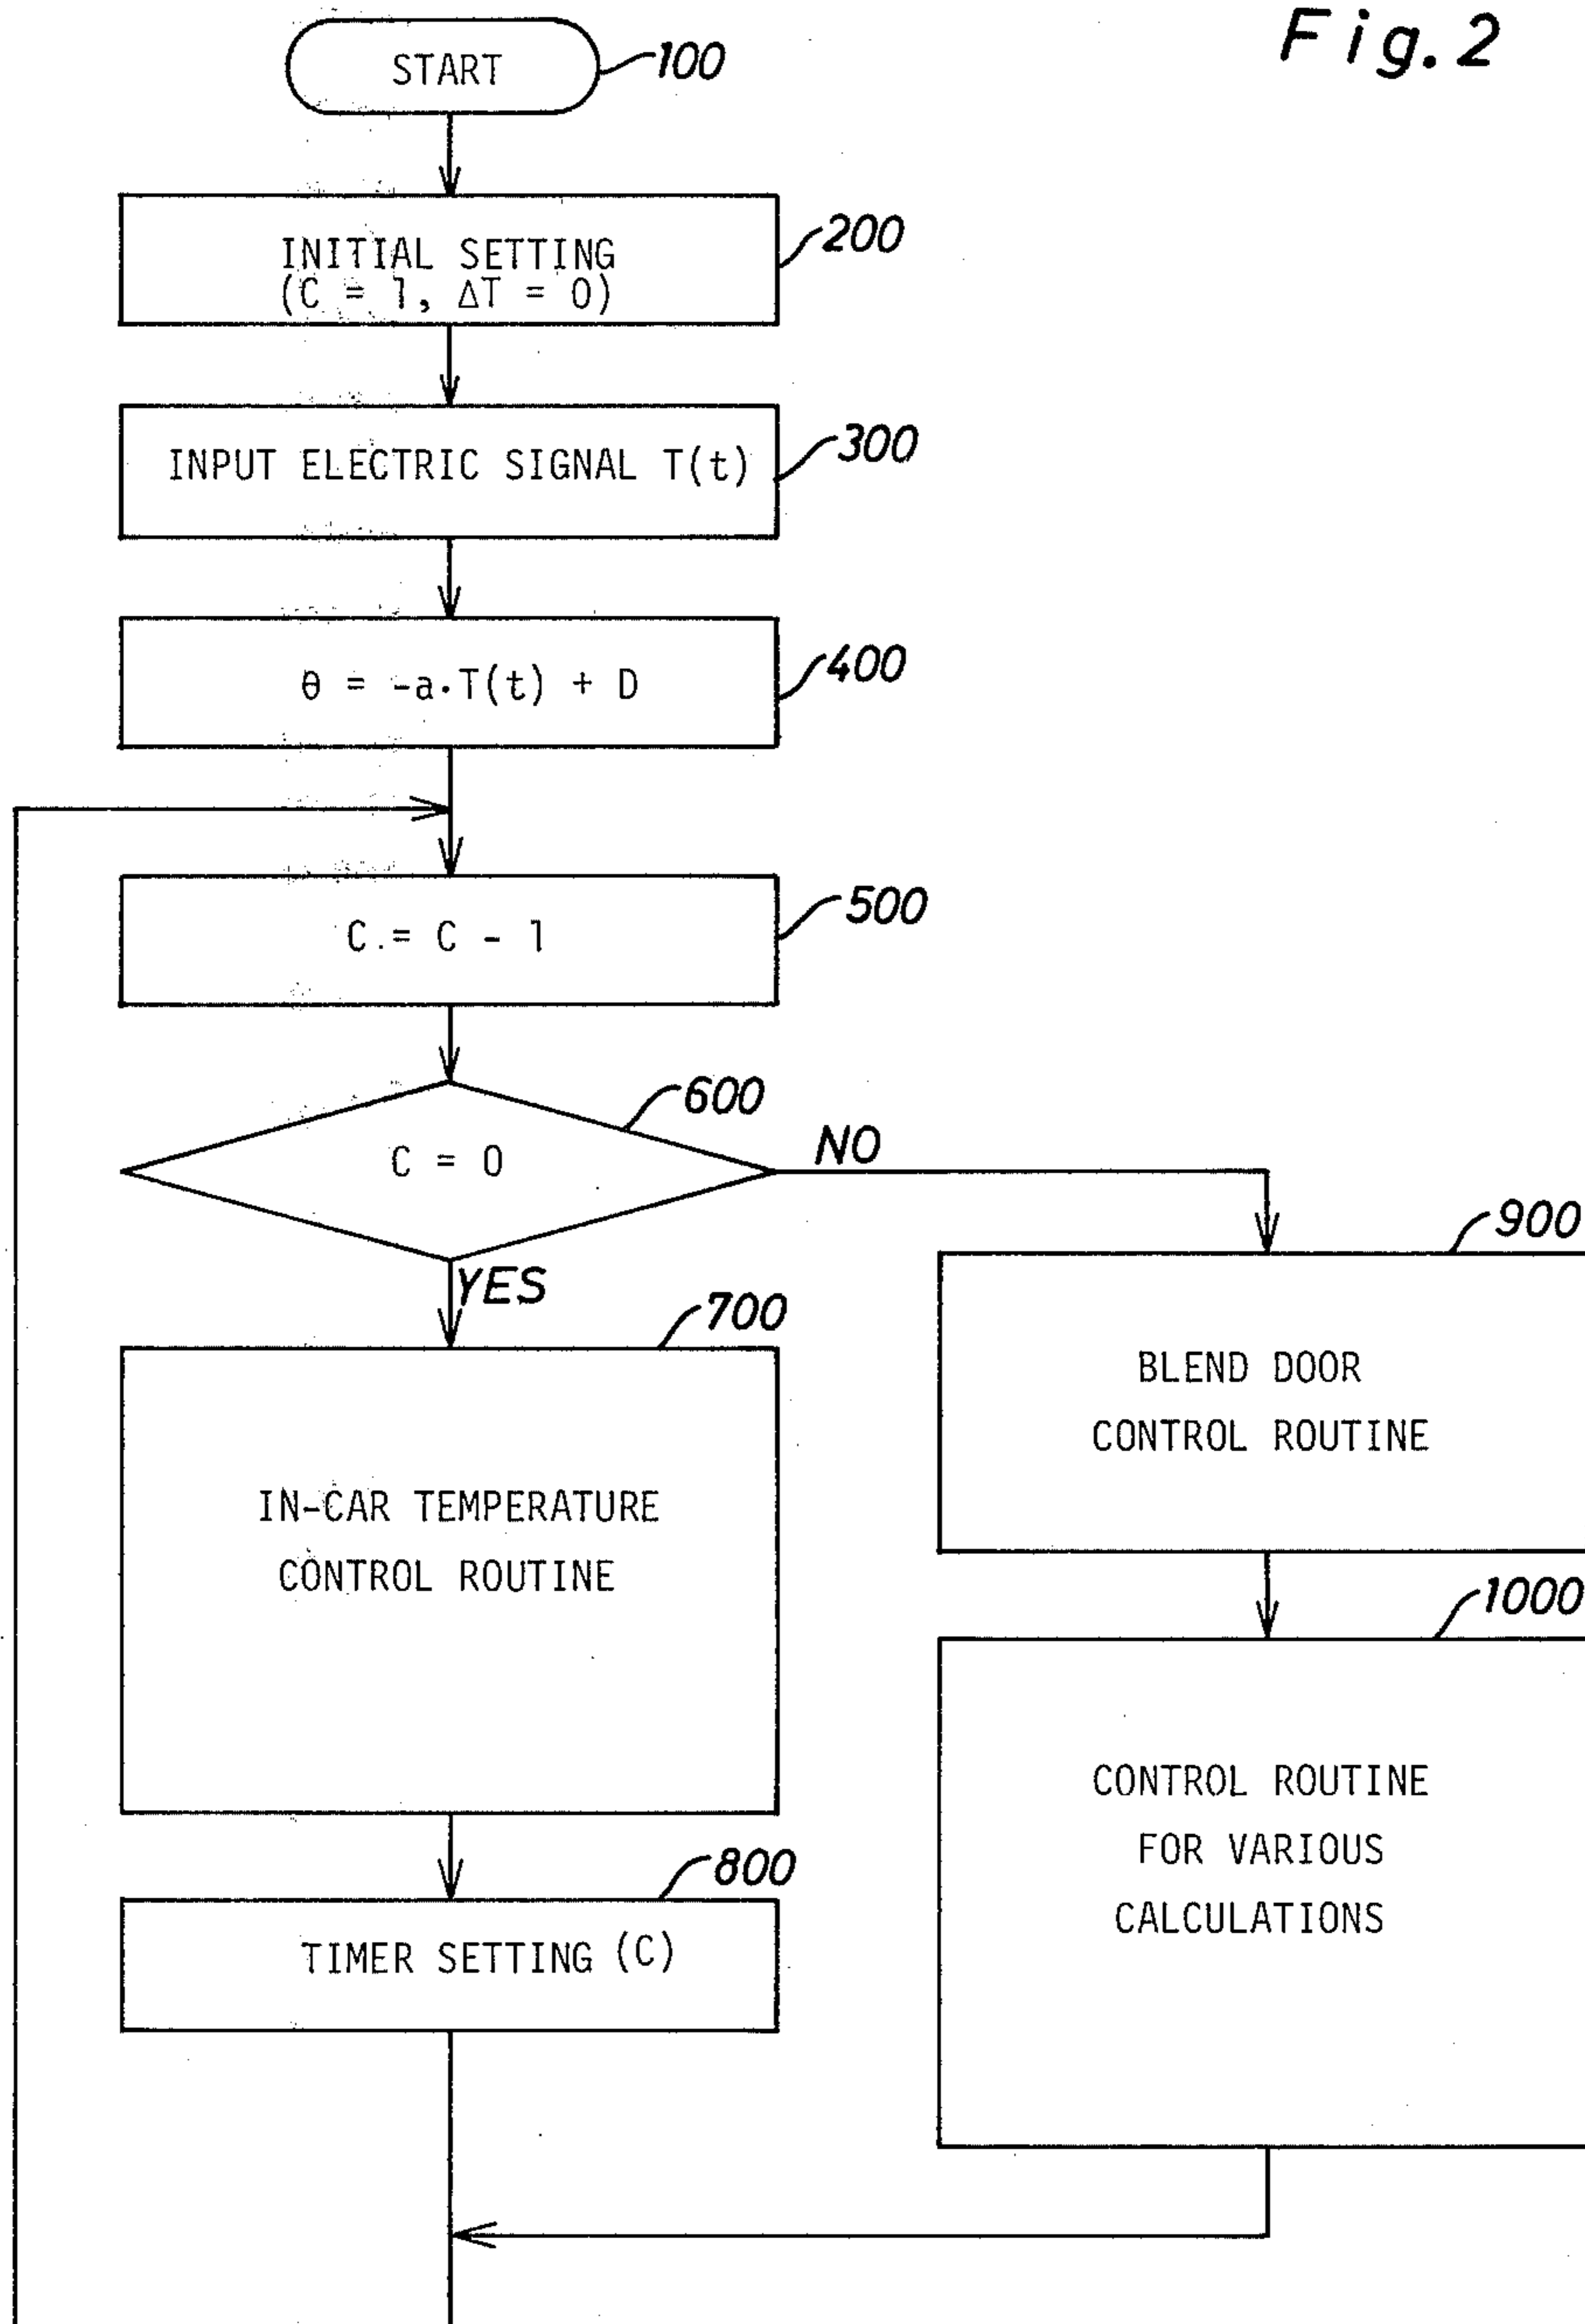 Fig. 2
START
100
INITIAL SETTING
(C = 1, ΔT = 0)
200
INPUT ELECTRIC SIGNAL T(t)
300
θ = -a·T(t) + D
400
C = C - 1
500
C = 0
600
NO
YES
700
IN-CAR TEMPERATURE
CONTROL ROUTINE
900
BLEND DOOR
CONTROL ROUTINE
800
TIMER SETTING (C)
1000
CONTROL ROUTINE
FOR VARIOUS
CALCULATIONS